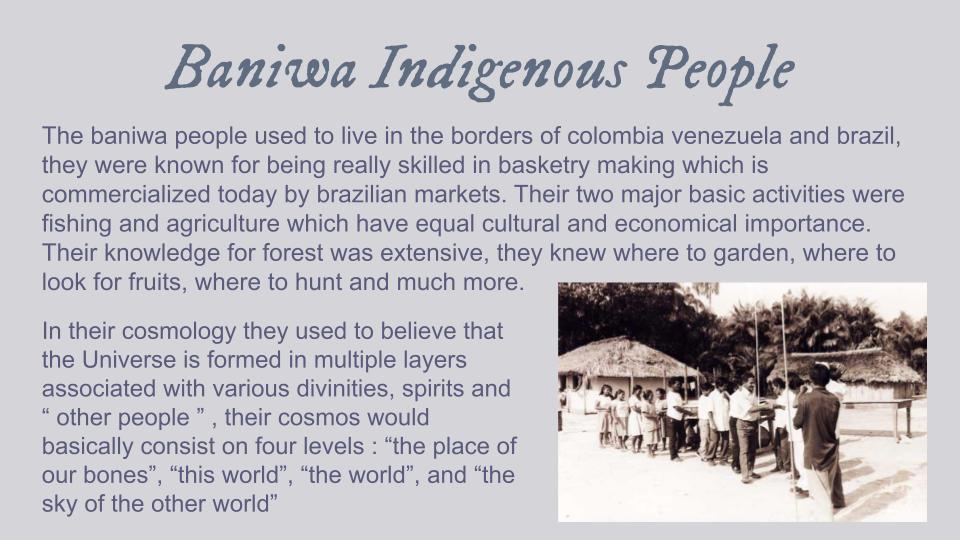 Baniwa Indigenous People
The baniwa people used to live in the borders of colombia venezuela and brazil,
they were known for being really skilled in basketry making which is
commercialized today by brazilian markets. Their two major basic activities were
fishing and agriculture which have equal cultural and economical importance.
Their knowledge for forest was extensive, they knew where to garden, where to
look for fruits, where to hunt and much more.
In their cosmology they used to believe that
the Universe is formed in multiple layers
associated with various divinities, spirits and
“ other people ” , their cosmos would
basically consist on four levels : “the place of
our bones”, “this world”, “the world”, and “the
sky of the other world”